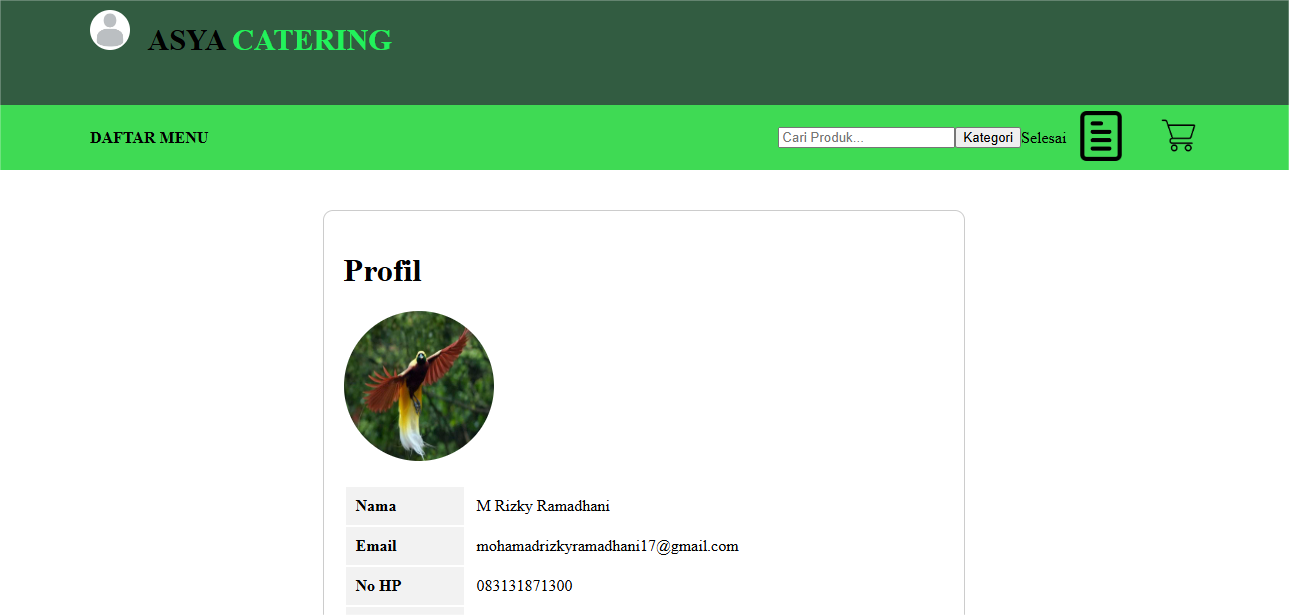 ASYA CATERING
DAFTAR MENU
Cari Produk...
Kategori
Selesai
Profil
Nama M Rizky Ramadhani
Email mohamadrizkyramadhani17@gmail.com
No HP 083131871300